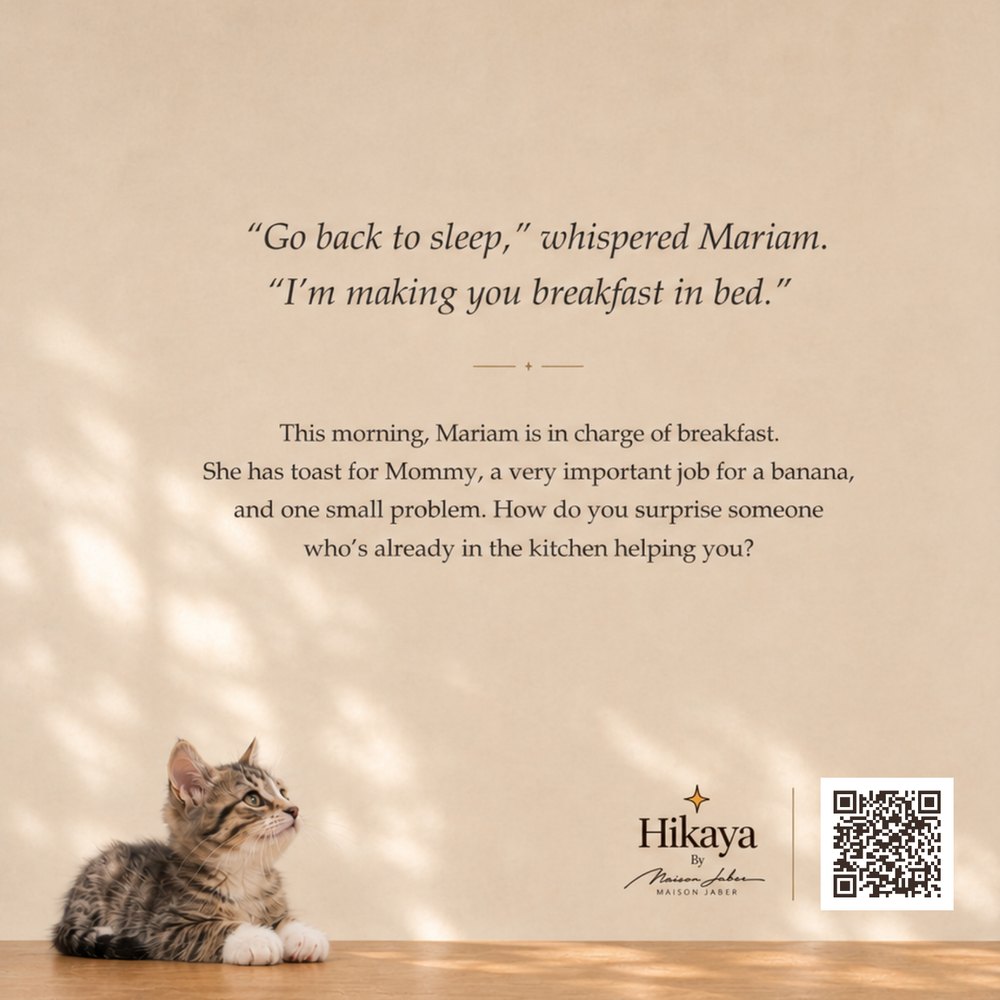 “Go back to sleep,” whispered Mariam.
“I’m making you breakfast in bed.”
This morning, Mariam is in charge of breakfast.
She has toast for Mommy, a very important job for a banana,
and one small problem. How do you surprise someone
who’s already in the kitchen helping you?
Hikaya
By
Maison Jaber
MAISON JABER